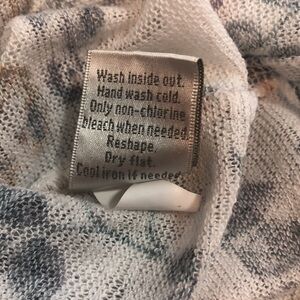 Wash inside out.
Hand wash cold.
Only non-chlorine
bleach when needed
Reshape.
Dry flat.
Cool iron if needed.